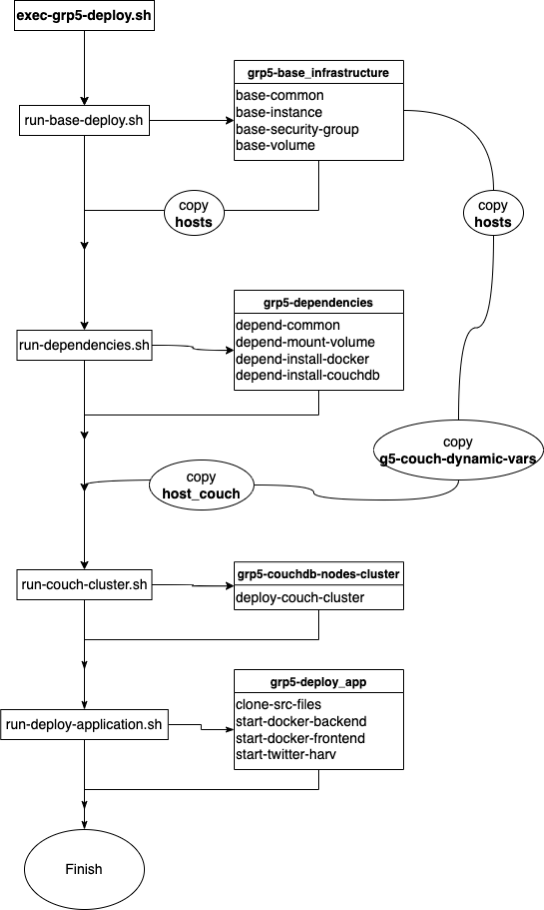 exec-grp5-deploy.sh
run-base-deploy.sh
grp5-base_infrastructure
base-common
base-instance
base-security-group
base-volume
copy
hosts
copy
hosts
run-dependencies.sh
grp5-dependencies
depend-common
depend-mount-volume
depend-install-docker
depend-install-couchdb
copy
g5-couch-dynamic-vars
copy
host_couch
run-couch-cluster.sh
grp5-couchdb-nodes-cluster
deploy-couch-cluster
run-deploy-application.sh
grp5-deploy_app
clone-src-files
start-docker-backend
start-docker-frontend
start-twitter-harv
Finish